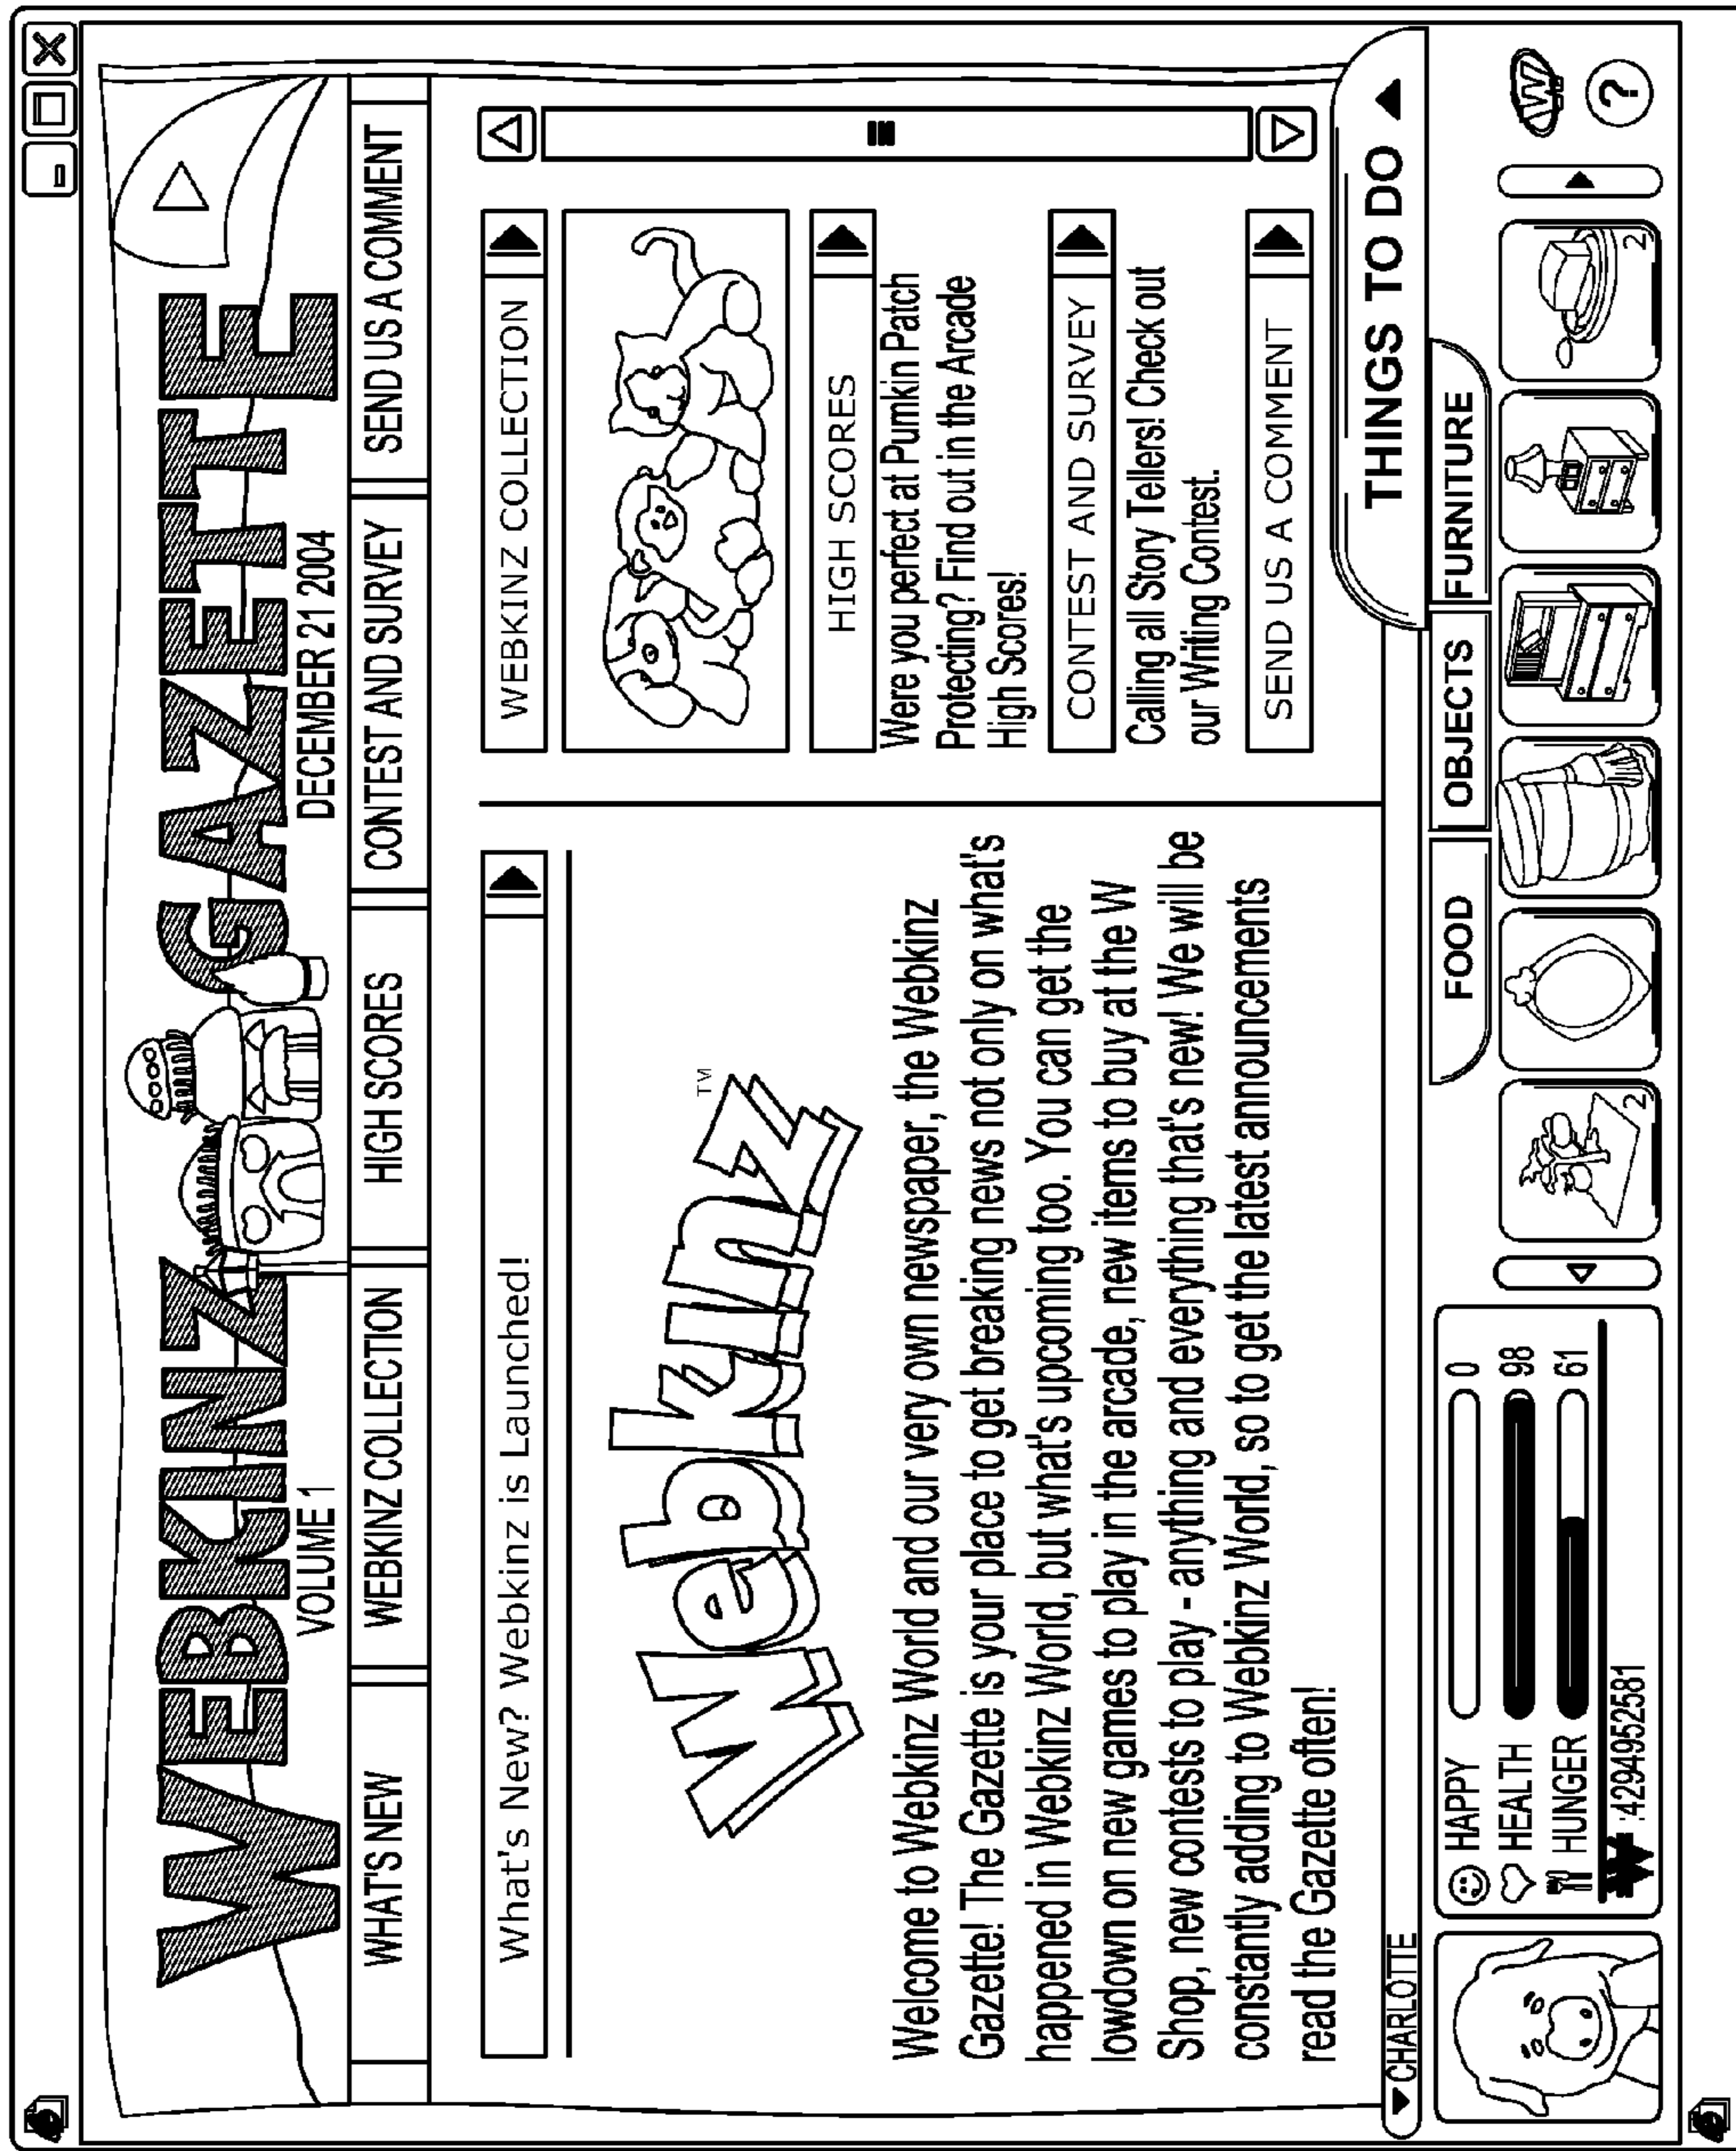 WEBKINZ GAZETTE
VOLUME 1
DECEMBER 21 2004
WHAT'S NEW
WEBKINZ COLLECTION
HIGH SCORES
CONTEST AND SURVEY
SEND US A COMMENT
What's New? Webkinz is Launched!
Webkinz™
Welcome to Webkinz World and our very own newspaper, the Webkinz
Gazette! The Gazette is your place to get breaking news not only on what's
happened in Webkinz World, but what's upcoming too. You can get the
lowdown on new games to play in the arcade, new items to buy at the W
Shop, new contests to play - anything and everything that's new! We will be
constantly adding to Webkinz World, so to get the latest announcements
read the Gazette often!
WEBKINZ COLLECTION
HIGH SCORES
Were you perfect at Pumkin Patch
Protecting? Find out in the Arcade
High Scores!
CONTEST AND SURVEY
Calling all Story Tellers! Check out
our Writing Contest.
SEND US A COMMENT
THINGS TO DO
CHARLOTTE
HAPPY 0
HEALTH 98
HUNGER 61
W :4294952581
FOOD
OBJECTS
FURNITURE
2
2
W
?